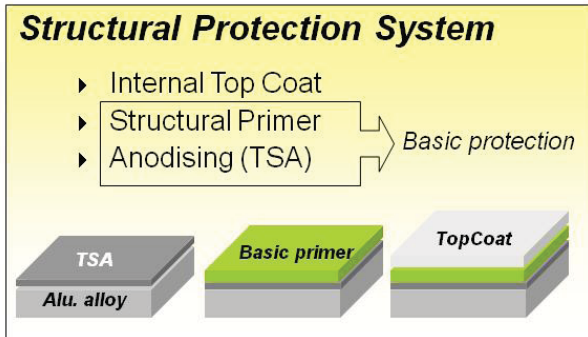 Structural Protection System
Internal Top Coat
Structural Primer
Anodising (TSA)
Basic protection
TSA
Alu. alloy
Basic primer
TopCoat